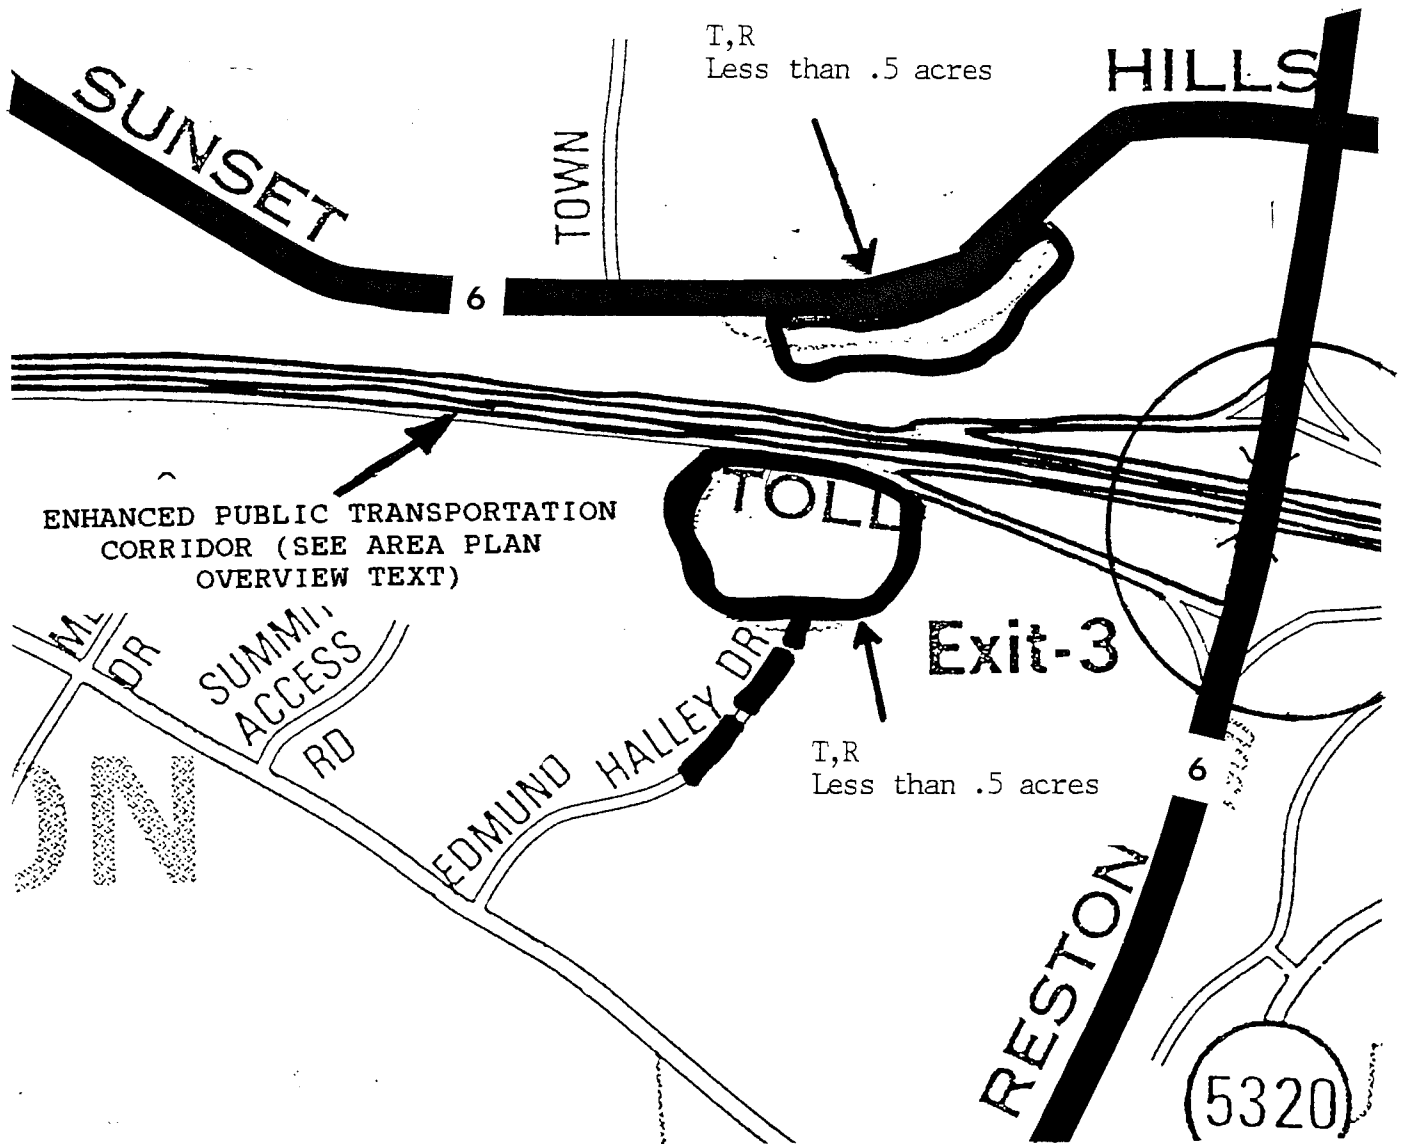 T,R
Less than .5 acres
HILLS
SUNSET
TOWN
6
TOLL
ENHANCED PUBLIC TRANSPORTATION
CORRIDOR (SEE AREA PLAN
OVERVIEW TEXT)
Exit-3
DR
SUMMIT
ACCESS
RD
EDMUND HALLEY DR
T,R
Less than .5 acres
6
ON
RESTON
5320